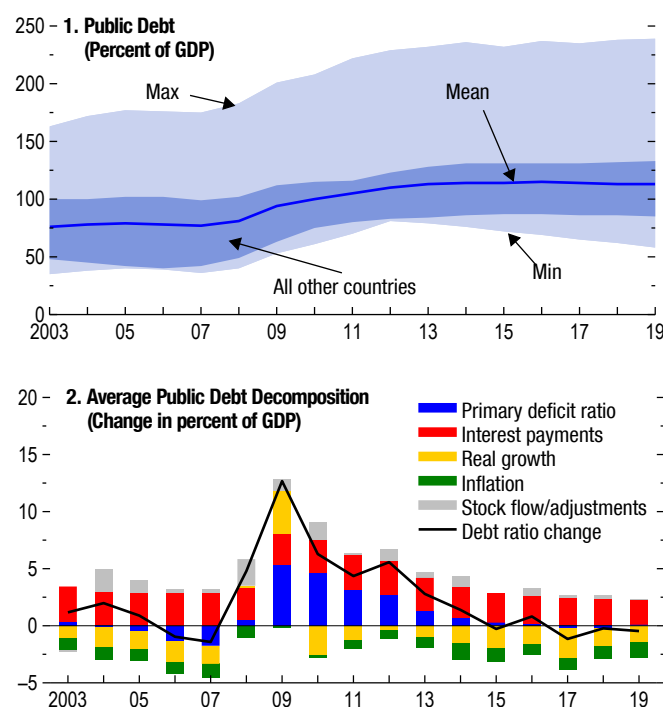 1. Public Debt
(Percent of GDP)
250
200
150
100
50
0
Max
Mean
All other countries
Min
2003 05 07 09 11 13 15 17 19
2. Average Public Debt Decomposition
(Change in percent of GDP)
20
15
10
5
0
–5
Primary deficit ratio
Interest payments
Real growth
Inflation
Stock flow/adjustments
Debt ratio change
2003 05 07 09 11 13 15 17 19